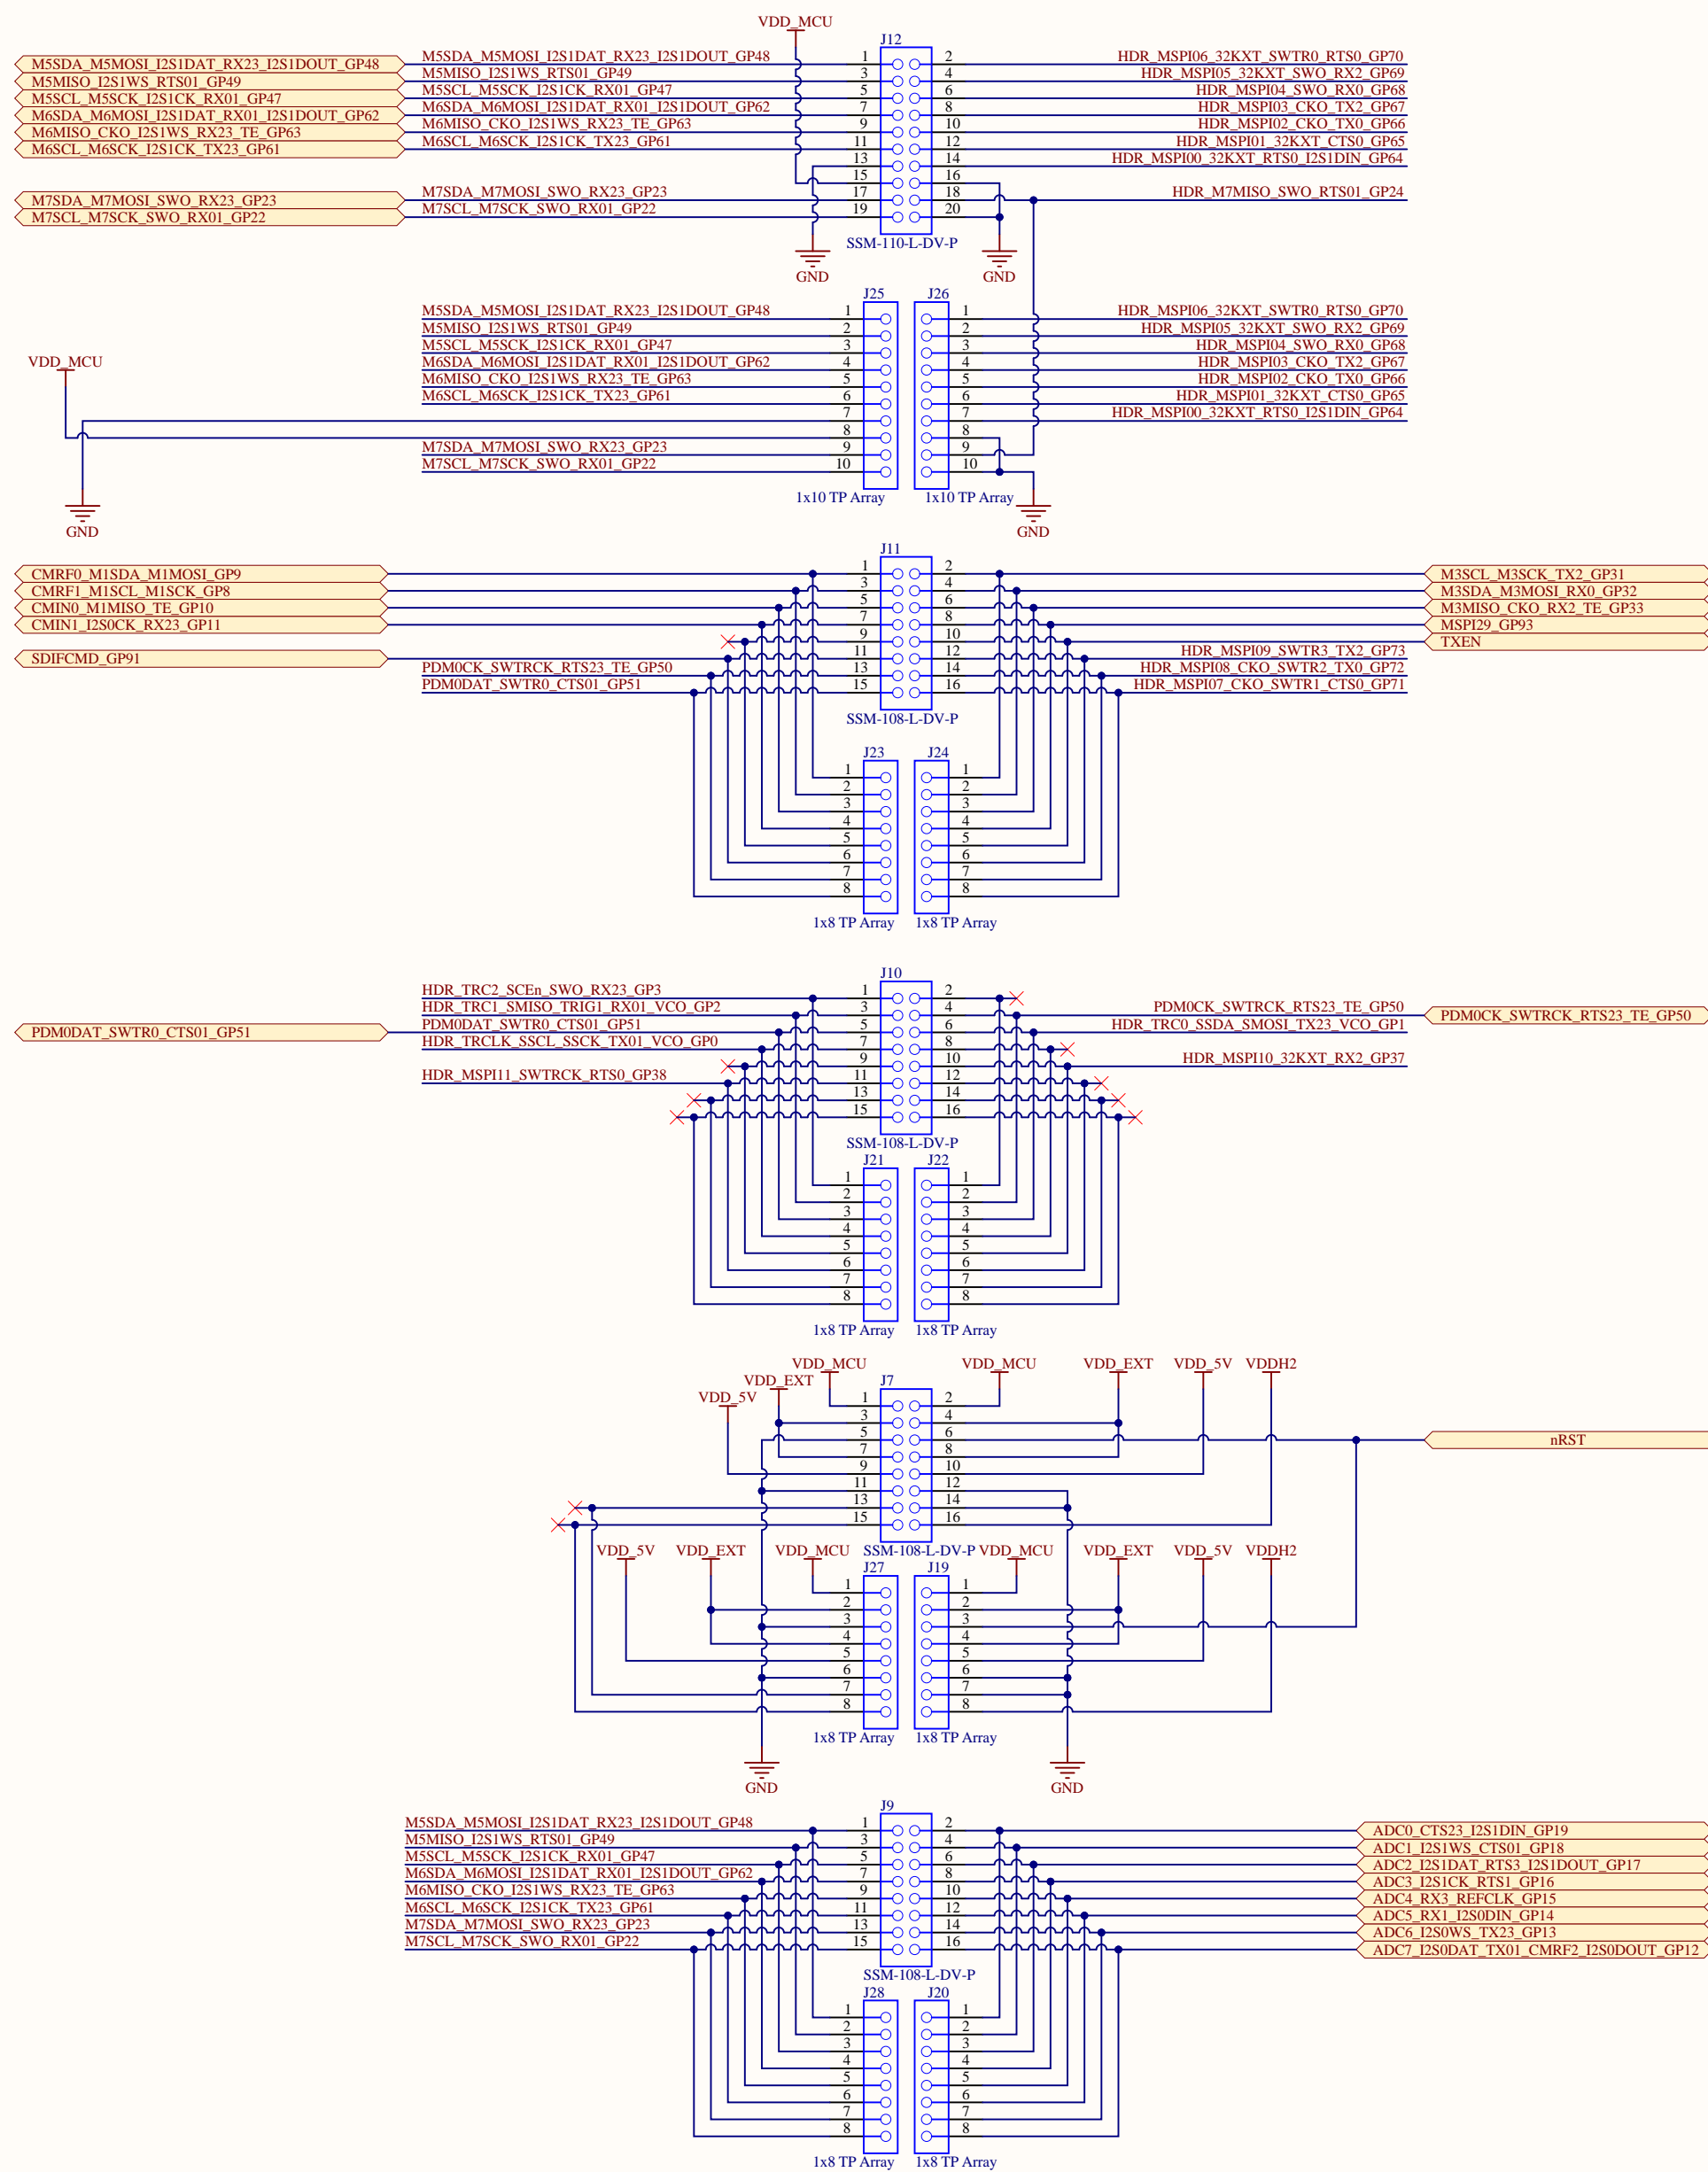 VDD_MCU
J12
M5SDA_M5MOSI_I2S1DAT_RX23_I2S1DOUT_GP48 M5SDA_M5MOSI_I2S1DAT_RX23_I2S1DOUT_GP48 1 2 HDR_MSPI06_32KXT_SWTR0_RTS0_GP70
M5MISO_I2S1WS_RTS01_GP49 M5MISO_I2S1WS_RTS01_GP49 3 4 HDR_MSPI05_32KXT_SWO_RX2_GP69
M5SCL_M5SCK_I2S1CK_RX01_GP47 M5SCL_M5SCK_I2S1CK_RX01_GP47 5 6 HDR_MSPI04_SWO_RX0_GP68
M6SDA_M6MOSI_I2S1DAT_RX01_I2S1DOUT_GP62 M6SDA_M6MOSI_I2S1DAT_RX01_I2S1DOUT_GP62 7 8 HDR_MSPI03_CKO_TX2_GP67
M6MISO_CKO_I2S1WS_RX23_TE_GP63 M6MISO_CKO_I2S1WS_RX23_TE_GP63 9 10 HDR_MSPI02_CKO_TX0_GP66
M6SCL_M6SCK_I2S1CK_TX23_GP61 M6SCL_M6SCK_I2S1CK_TX23_GP61 11 12 HDR_MSPI01_32KXT_CTS0_GP65
13 14 HDR_MSPI00_32KXT_RTS0_I2S1DIN_GP64
15 16
M7SDA_M7MOSI_SWO_RX23_GP23 M7SDA_M7MOSI_SWO_RX23_GP23 17 18 HDR_M7MISO_SWO_RTS01_GP24
M7SCL_M7SCK_SWO_RX01_GP22 M7SCL_M7SCK_SWO_RX01_GP22 19 20
SSM-110-L-DV-P
GND GND
J25 J26
M5SDA_M5MOSI_I2S1DAT_RX23_I2S1DOUT_GP48 1 1 HDR_MSPI06_32KXT_SWTR0_RTS0_GP70
M5MISO_I2S1WS_RTS01_GP49 2 2 HDR_MSPI05_32KXT_SWO_RX2_GP69
M5SCL_M5SCK_I2S1CK_RX01_GP47 3 3 HDR_MSPI04_SWO_RX0_GP68
VDD_MCU M6SDA_M6MOSI_I2S1DAT_RX01_I2S1DOUT_GP62 4 4 HDR_MSPI03_CKO_TX2_GP67
M6MISO_CKO_I2S1WS_RX23_TE_GP63 5 5 HDR_MSPI02_CKO_TX0_GP66
M6SCL_M6SCK_I2S1CK_TX23_GP61 6 6 HDR_MSPI01_32KXT_CTS0_GP65
7 7 HDR_MSPI00_32KXT_RTS0_I2S1DIN_GP64
8 8
M7SDA_M7MOSI_SWO_RX23_GP23 9 9
M7SCL_M7SCK_SWO_RX01_GP22 10 10
1x10 TP Array 1x10 TP Array
GND GND
J11
CMRF0_M1SDA_M1MOSI_GP9 1 2 M3SCL_M3SCK_TX2_GP31
CMRF1_M1SCL_M1SCK_GP8 3 4 M3SDA_M3MOSI_RX0_GP32
CMIN0_M1MISO_TE_GP10 5 6 M3MISO_CKO_RX2_TE_GP33
CMIN1_I2S0CK_RX23_GP11 7 8 MSPI29_GP93
9 10 TXEN
SDIFCMD_GP91 11 12 HDR_MSPI09_SWTR3_TX2_GP73
PDM0CK_SWTRCK_RTS23_TE_GP50 13 14 HDR_MSPI08_CKO_SWTR2_TX0_GP72
PDM0DAT_SWTR0_CTS01_GP51 15 16 HDR_MSPI07_CKO_SWTR1_CTS0_GP71
SSM-108-L-DV-P
J23 J24
1 1
2 2
3 3
4 4
5 5
6 6
7 7
8 8
1x8 TP Array 1x8 TP Array
J10
HDR_TRC2_SCEn_SWO_RX23_GP3 1 2
HDR_TRC1_SMISO_TRIG1_RX01_VCO_GP2 3 4 PDM0CK_SWTRCK_RTS23_TE_GP50 PDM0CK_SWTRCK_RTS23_TE_GP50
PDM0DAT_SWTR0_CTS01_GP51 PDM0DAT_SWTR0_CTS01_GP51 5 6 HDR_TRC0_SSDA_SMOSI_TX23_VCO_GP1
HDR_TRCLK_SSCL_SSCK_TX01_VCO_GP0 7 8
9 10 HDR_MSPI10_32KXT_RX2_GP37
HDR_MSPI11_SWTRCK_RTS0_GP38 11 12
13 14
15 16
SSM-108-L-DV-P
J21 J22
1 1
2 2
3 3
4 4
5 5
6 6
7 7
8 8
1x8 TP Array 1x8 TP Array
VDD_MCU VDD_MCU VDD_EXT VDD_5V VDDH2
VDD_EXT J7
VDD_5V
1 2
3 4
5 6 nRST
7 8
9 10
11 12
13 14
15 16
SSM-108-L-DV-P
VDD_5V VDD_EXT VDD_MCU VDD_MCU VDD_EXT VDD_5V VDDH2
J27 J19
1 1
2 2
3 3
4 4
5 5
6 6
7 7
8 8
1x8 TP Array 1x8 TP Array
GND GND
J9
M5SDA_M5MOSI_I2S1DAT_RX23_I2S1DOUT_GP48 1 2 ADC0_CTS23_I2S1DIN_GP19
M5MISO_I2S1WS_RTS01_GP49 3 4 ADC1_I2S1WS_CTS01_GP18
M5SCL_M5SCK_I2S1CK_RX01_GP47 5 6 ADC2_I2S1DAT_RTS3_I2S1DOUT_GP17
M6SDA_M6MOSI_I2S1DAT_RX01_I2S1DOUT_GP62 7 8 ADC3_I2S1CK_RTS1_GP16
M6MISO_CKO_I2S1WS_RX23_TE_GP63 9 10 ADC4_RX3_REFCLK_GP15
M6SCL_M6SCK_I2S1CK_TX23_GP61 11 12 ADC5_RX1_I2S0DIN_GP14
M7SDA_M7MOSI_SWO_RX23_GP23 13 14 ADC6_I2S0WS_TX23_GP13
M7SCL_M7SCK_SWO_RX01_GP22 15 16 ADC7_I2S0DAT_TX01_CMRF2_I2S0DOUT_GP12
SSM-108-L-DV-P
J28 J20
1 1
2 2
3 3
4 4
5 5
6 6
7 7
8 8
1x8 TP Array 1x8 TP Array